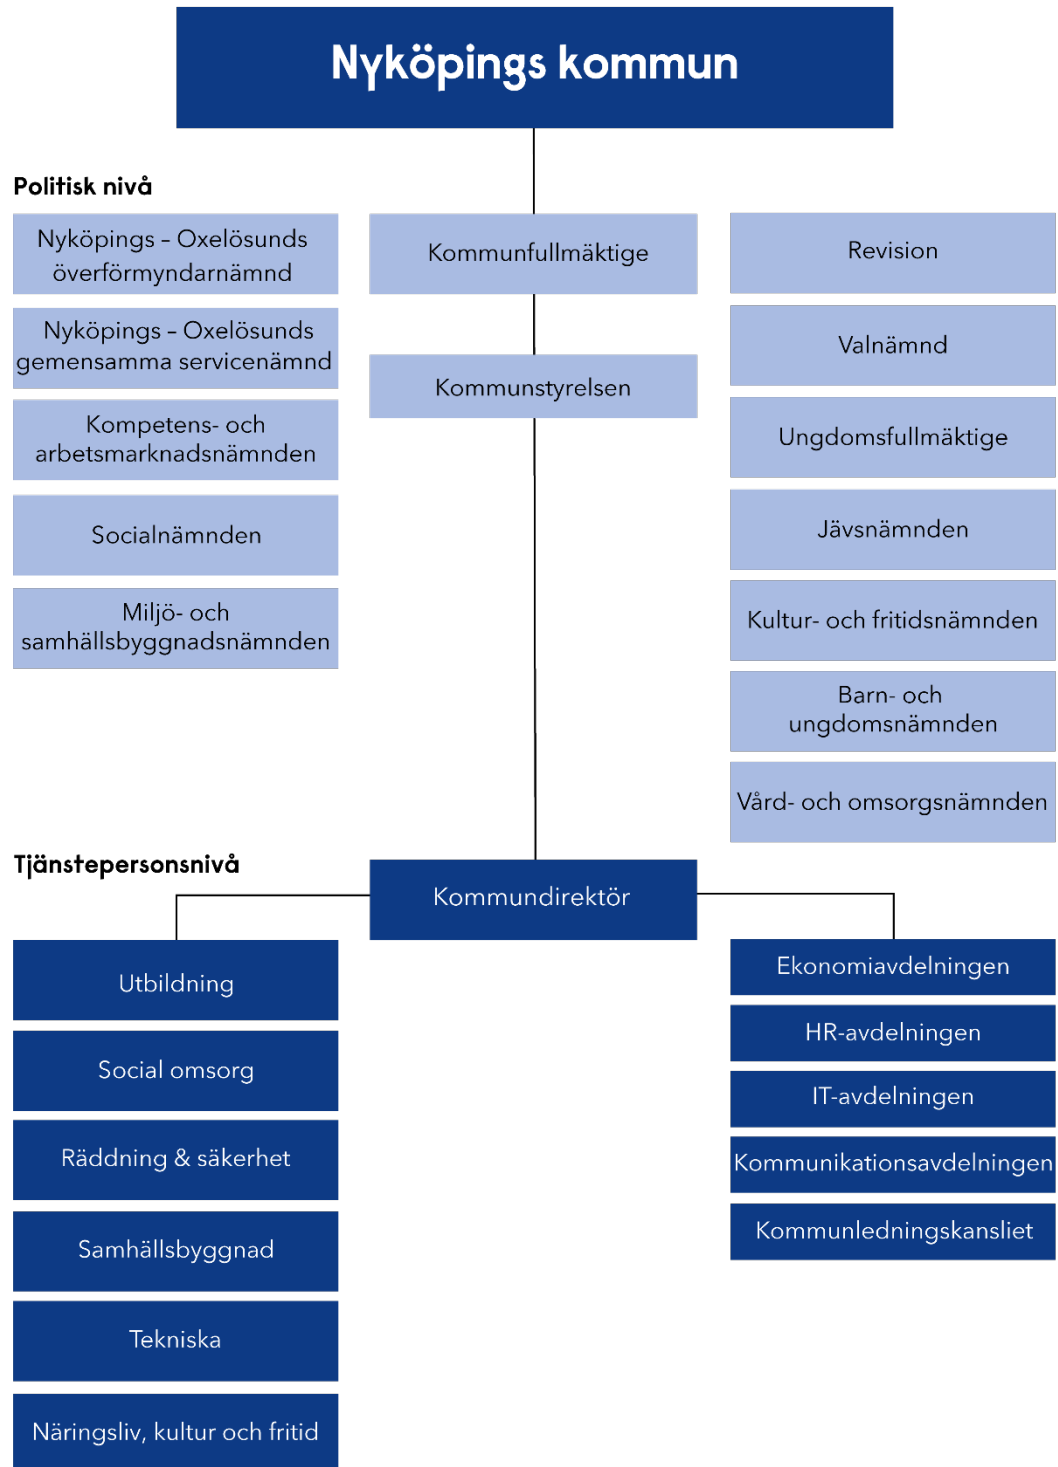 Nyköpings kommun
Politisk nivå
Nyköpings – Oxelösunds
överförmyndarnämnd
Nyköpings – Oxelösunds
gemensamma servicenämnd
Kompetens- och
arbetsmarknadsnämnden
Socialnämnden
Miljö- och
samhällsbyggnadsnämnden
Kommunfullmäktige
Kommunstyrelsen
Revision
Valnämnd
Ungdomsfullmäktige
Jävsnämnden
Kultur- och fritidsnämnden
Barn- och
ungdomsnämnden
Vård- och omsorgsnämnden
Tjänstepersonsnivå
Kommundirektör
Utbildning
Social omsorg
Räddning & säkerhet
Samhällsbyggnad
Tekniska
Näringsliv, kultur och fritid
Ekonomiavdelningen
HR-avdelningen
IT-avdelningen
Kommunikationsavdelningen
Kommunledningskansliet